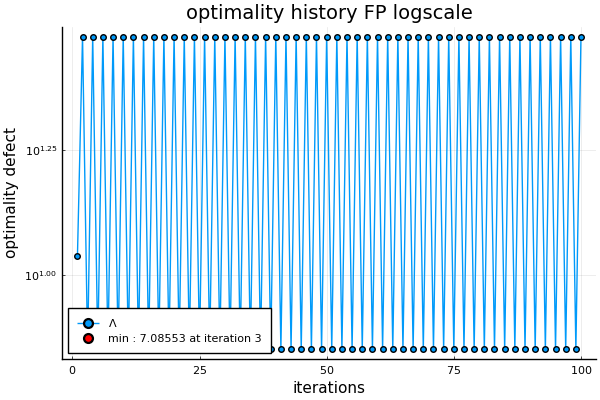 optimality history FP logscale
optimality defect
10^1.25
10^1.00
Λ
min : 7.08553 at iteration 3
0 25 50 75 100
iterations